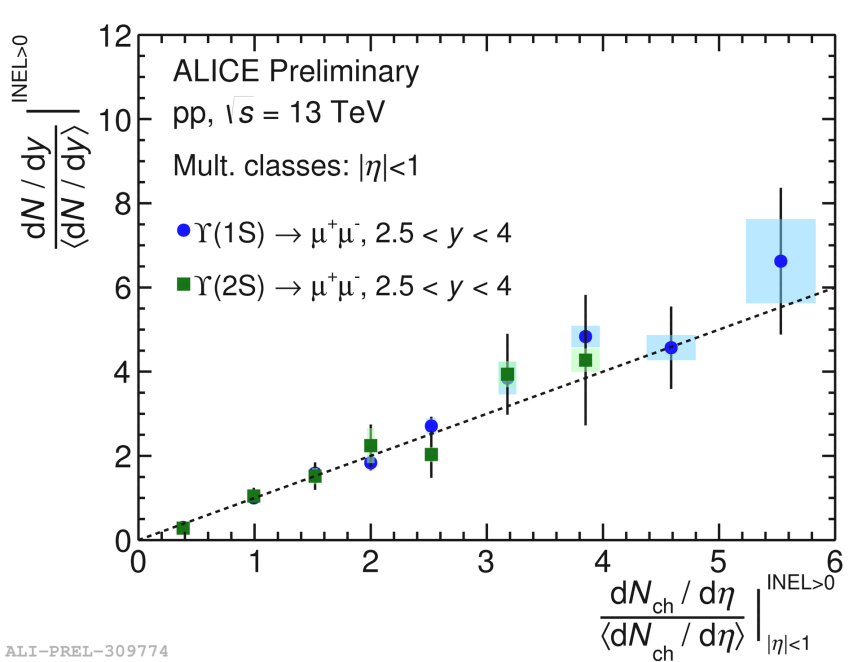 ALICE Preliminary
pp, √s = 13 TeV
Mult. classes: |η|<1
ϒ(1S) → μ⁺μ⁻, 2.5 < y < 4
ϒ(2S) → μ⁺μ⁻, 2.5 < y < 4
dN / dy
⟨dN / dy⟩
INEL>0
12
10
8
6
4
2
0
0 1 2 3 4 5 6
dN_ch / dη
⟨dN_ch / dη⟩
INEL>0
|η|<1
ALI−PREL−309774